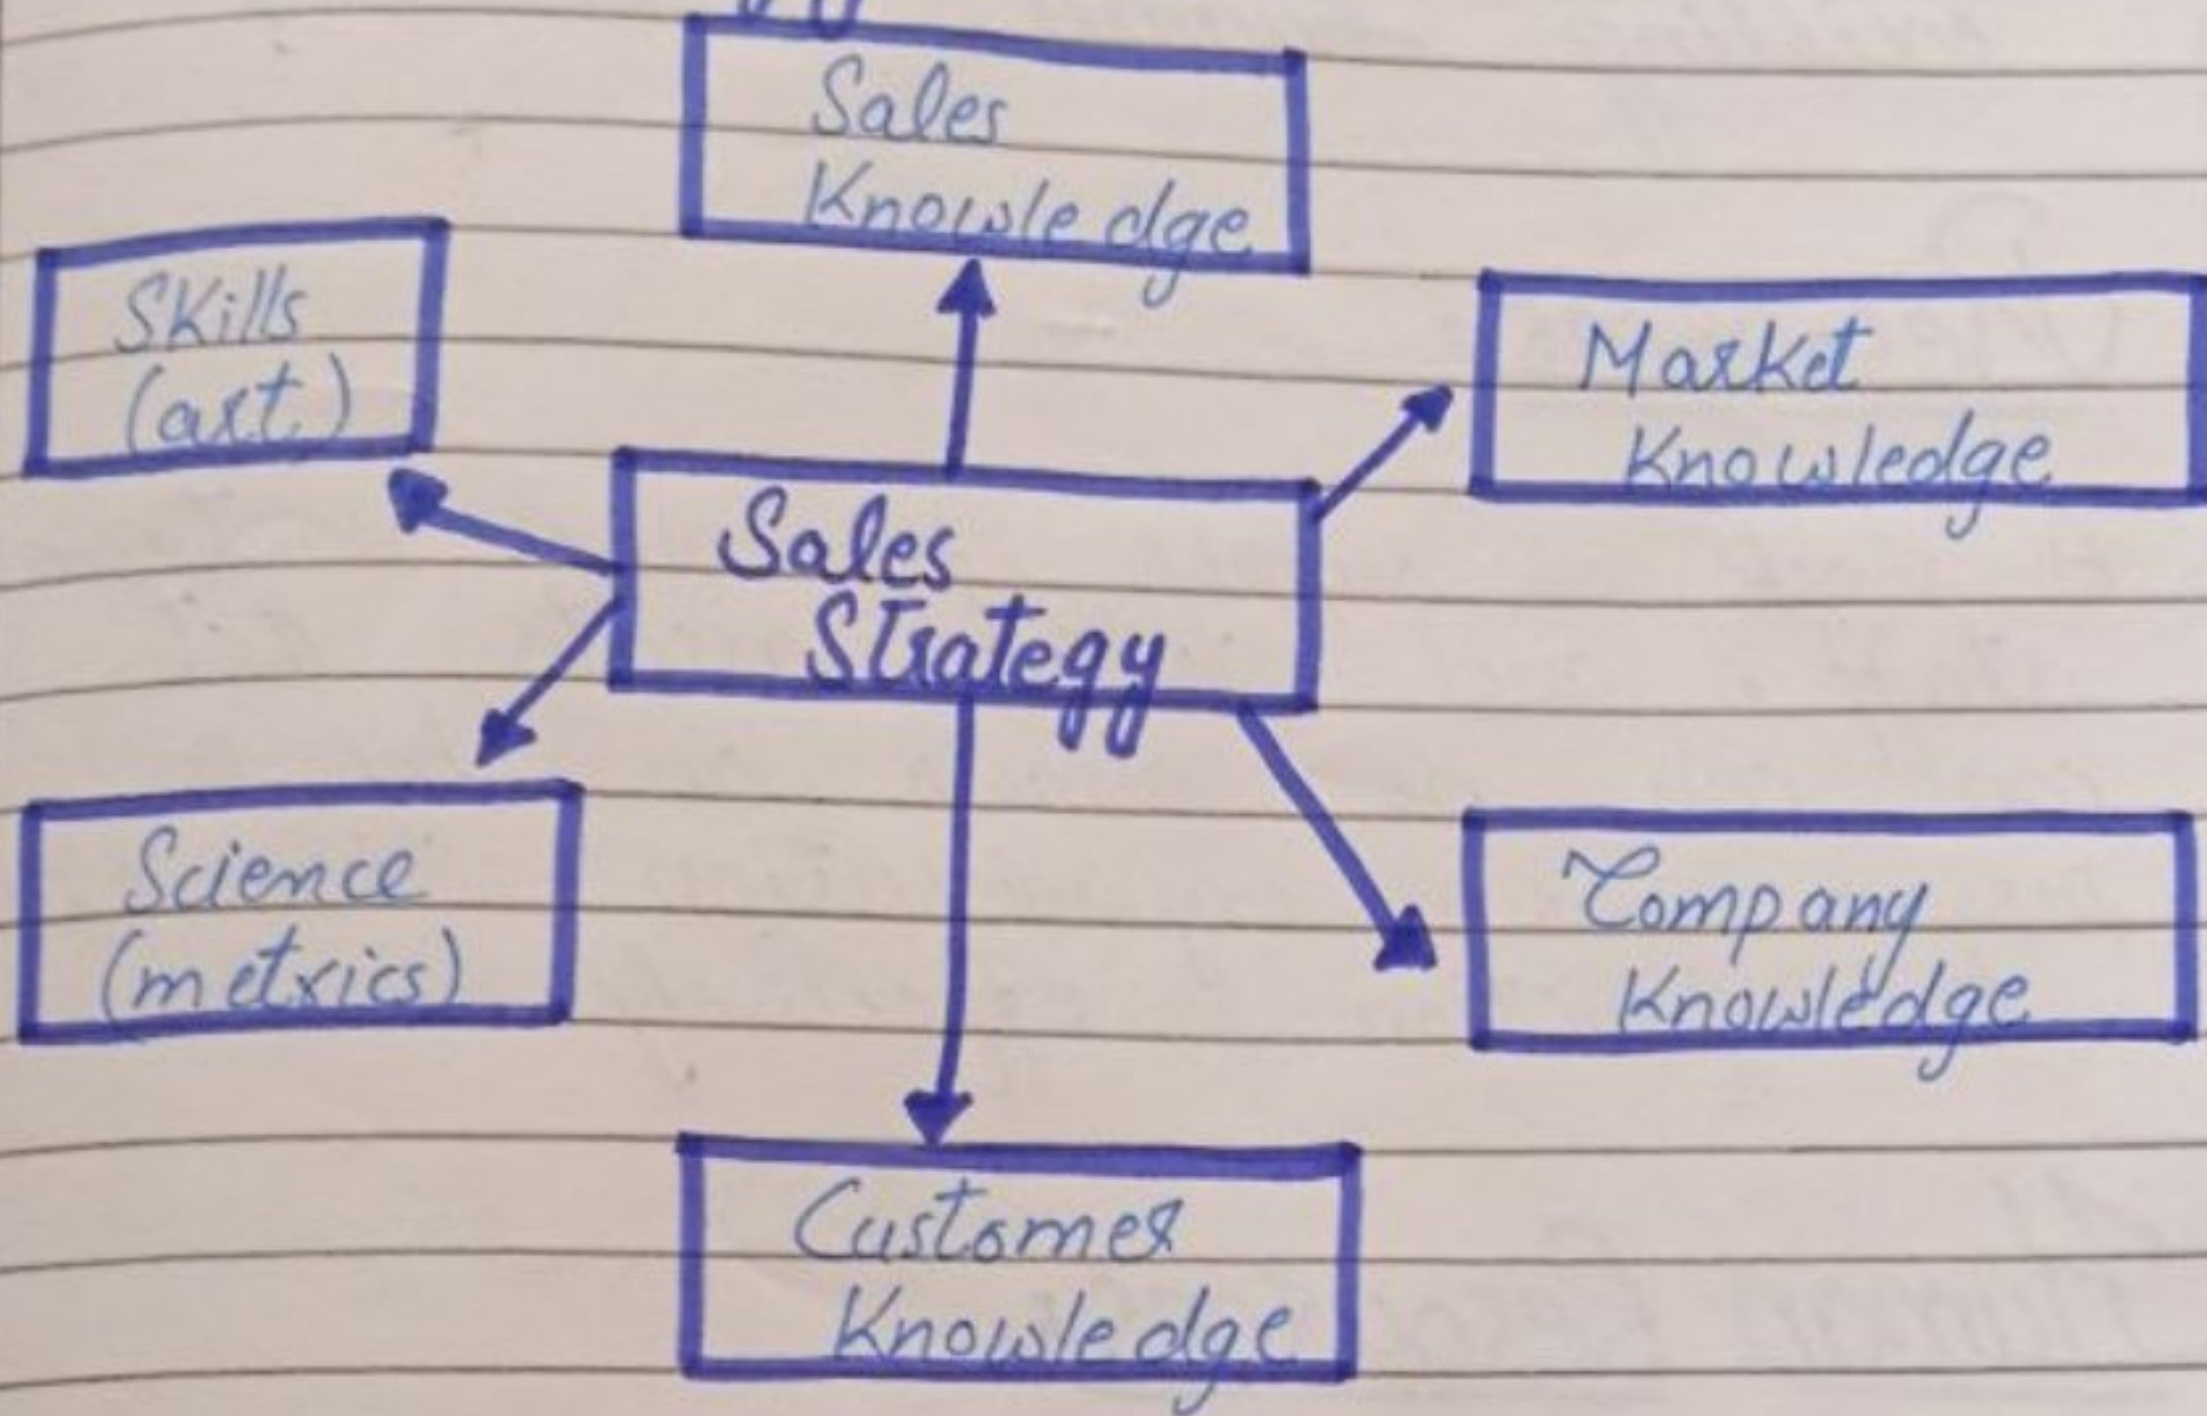 Sales
Knowledge
Skills
(art.)
Market
Knowledge
Sales
Strategy
Science
(metrics)
Company
Knowledge
Customer
Knowledge